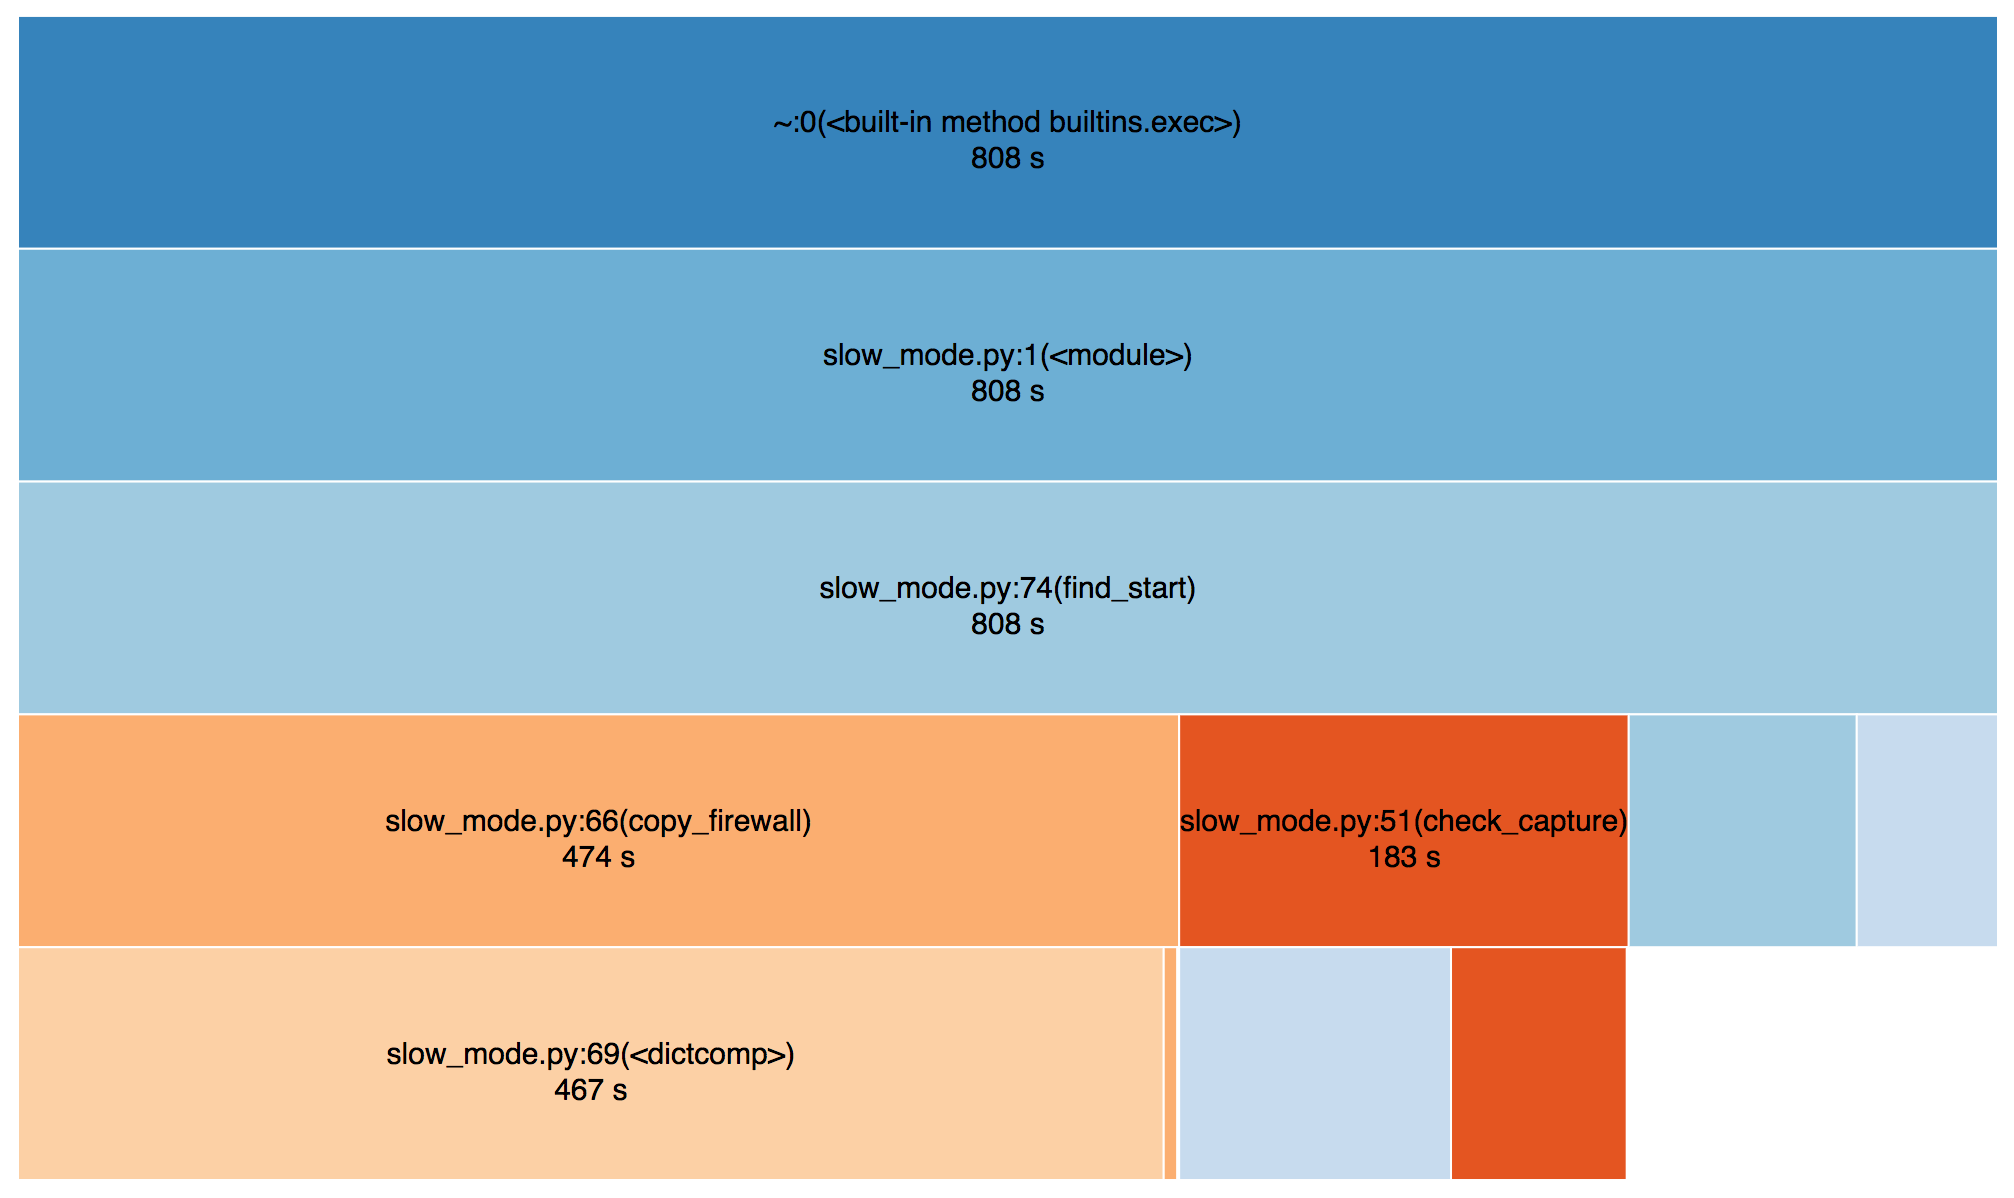 ~:0(<built-in method builtins.exec>)
808 s
slow_mode.py:1(<module>)
808 s
slow_mode.py:74(find_start)
808 s
slow_mode.py:66(copy_firewall)
474 s
slow_mode.py:51(check_capture)
183 s
slow_mode.py:69(<dictcomp>)
467 s